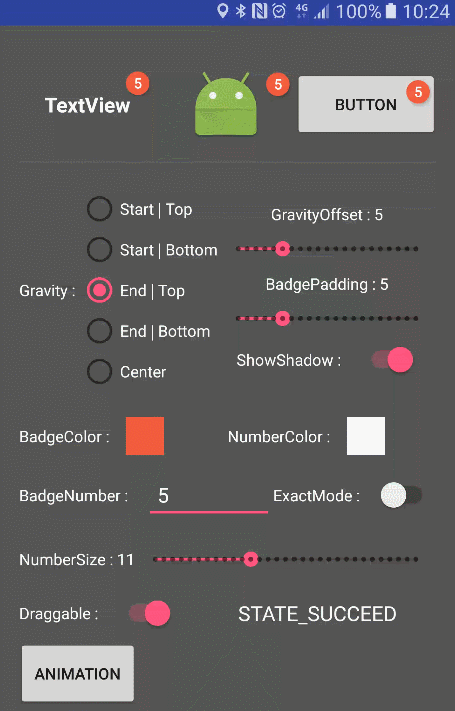 4G 100% 10:24
TextView 5 5 BUTTON 5
Start | Top
GravityOffset : 5
Start | Bottom
Gravity : End | Top
BadgePadding : 5
End | Bottom
ShowShadow :
Center
BadgeColor : NumberColor :
BadgeNumber : 5 ExactMode :
NumberSize : 11
Draggable : STATE_SUCCEED
ANIMATION